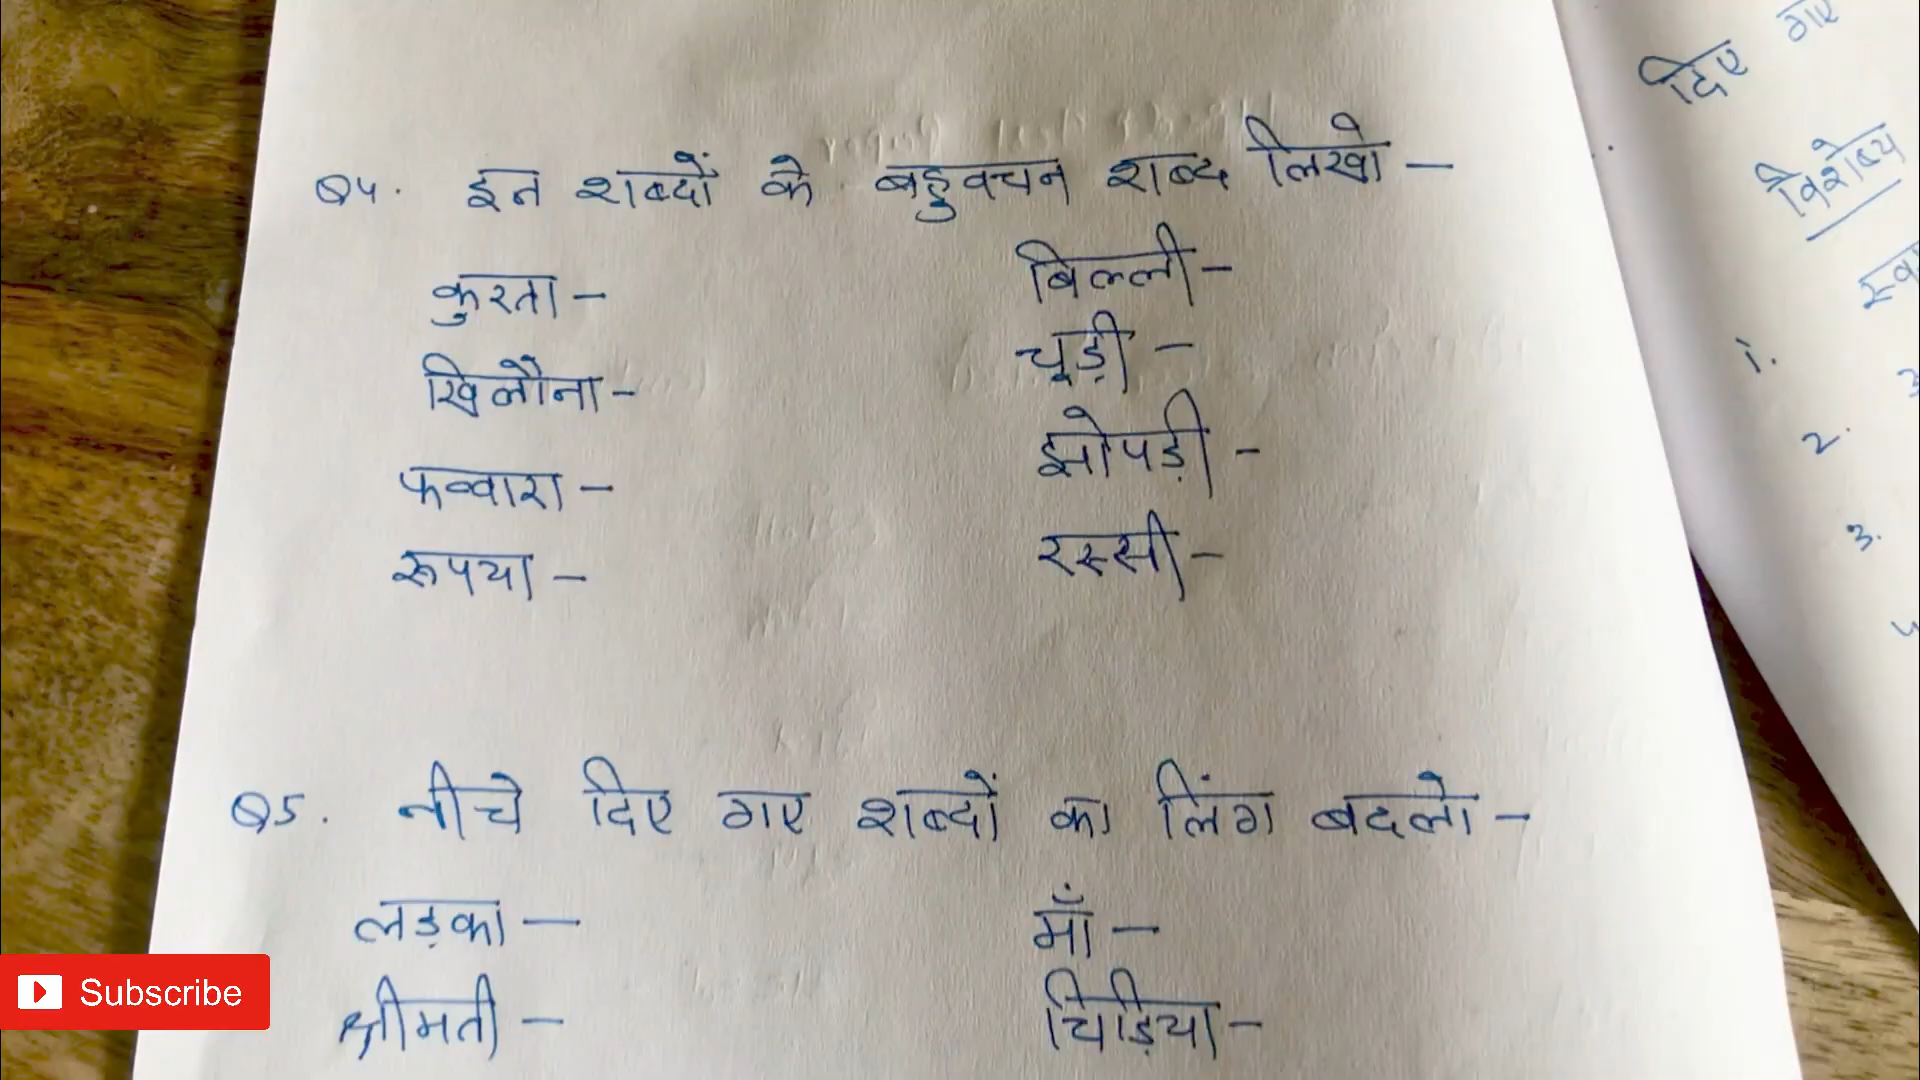 Q4. इन शब्दों के बहुवचन शब्द लिखो -
कुरता - बिल्ली -
खिलौना - चूड़ी -
फव्वारा - झोपड़ी -
रूपया - रस्सी -
Q5. नीचे दिए गए शब्दों का लिंग बदलो -
लड़का - माँ -
श्रीमती - चिड़िया -
दिए गए
विशेष्य
1.
2.
3.
Subscribe